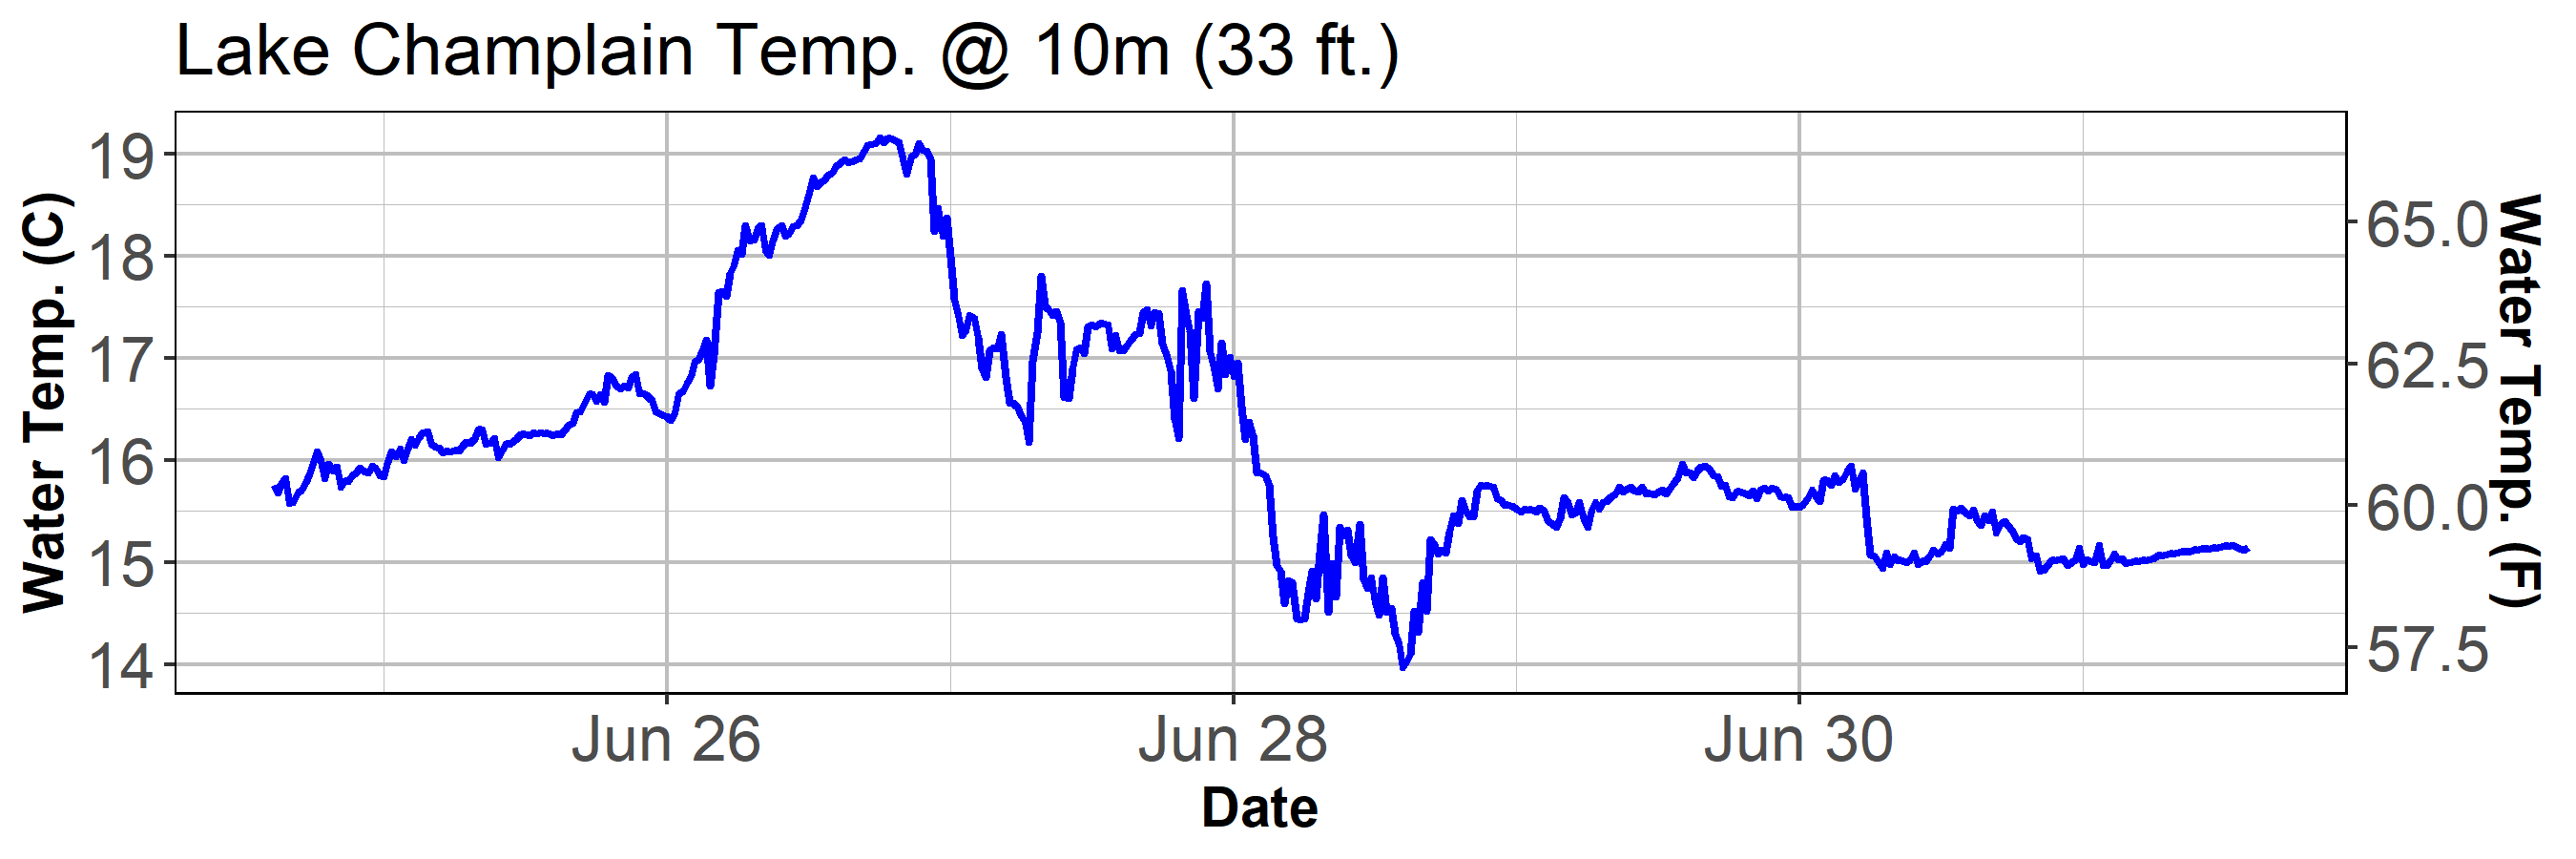 Lake Champlain Temp. @ 10m (33 ft.)
Water Temp. (C)
19
18
17
16
15
14
65.0
62.5
60.0
57.5
Water Temp. (F)
Jun 26
Jun 28
Jun 30
Date